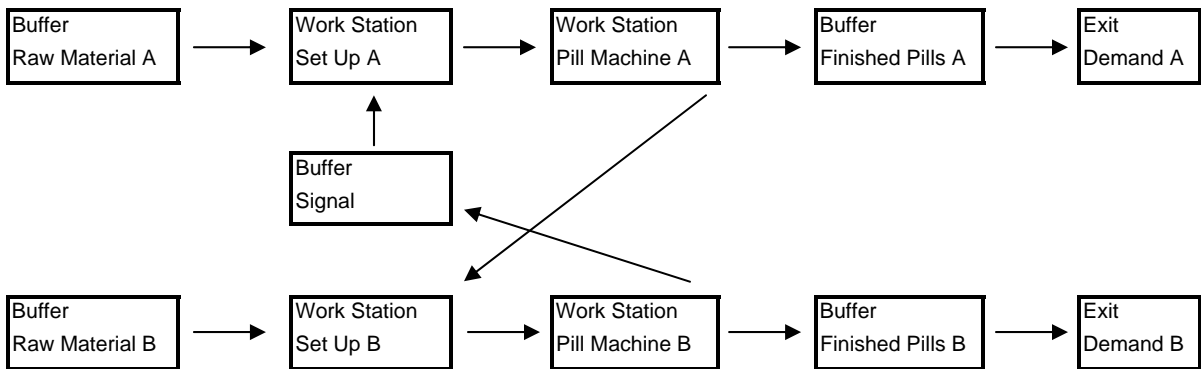 Buffer
Raw Material A
Work Station
Set Up A
Work Station
Pill Machine A
Buffer
Finished Pills A
Exit
Demand A
Buffer
Signal
Buffer
Raw Material B
Work Station
Set Up B
Work Station
Pill Machine B
Buffer
Finished Pills B
Exit
Demand B